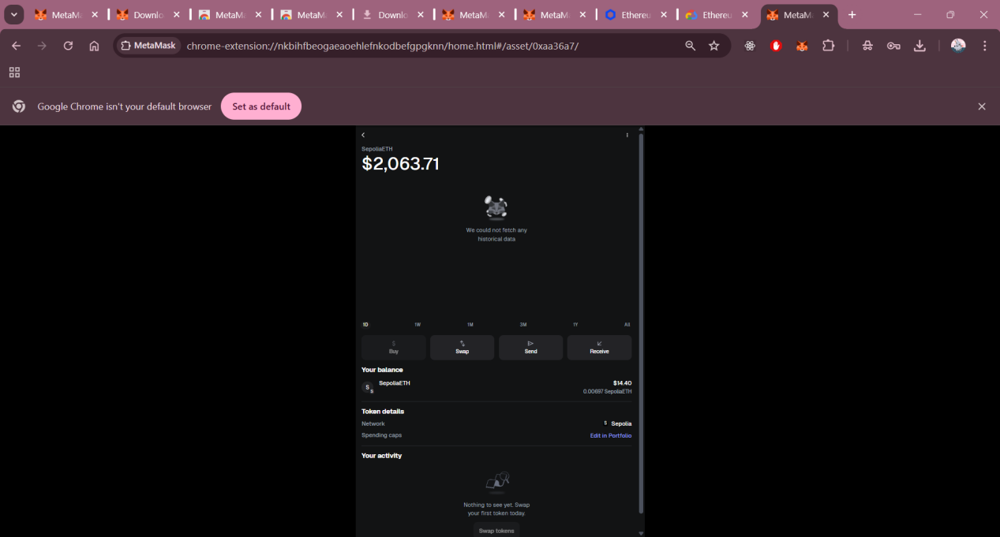 MetaMa
Downlo
MetaMa
MetaM
Downlo
MetaM
MetaM
Ethereu
Ethereu
MetaM
MetaMask
chrome-extension://nkbihfbeogaeaoehlefnkodbefgpgknn/home.html#/asset/0xaa36a7/
Google Chrome isn't your default browser
Set as default
SepoliaETH
$2,063.71
We could not fetch any
historical data
1D 1W 1M 3M 1Y All
Buy Swap Send Receive
Your balance
S S SepoliaETH $14.40
0.00697 SepoliaETH
Token details
Network S Sepolia
Spending caps Edit in Portfolio
Your activity
Nothing to see yet. Swap
your first token today.
Swap tokens